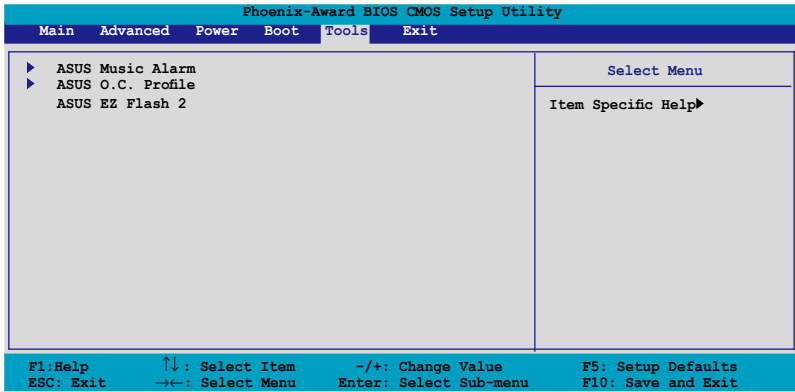 Phoenix-Award BIOS CMOS Setup Utility
Main Advanced Power Boot Tools Exit
ASUS Music Alarm
ASUS O.C. Profile
ASUS EZ Flash 2
Select Menu
Item Specific Help
F1:Help ↑↓: Select Item -/+: Change Value F5: Setup Defaults
ESC: Exit →←: Select Menu Enter: Select Sub-menu F10: Save and Exit